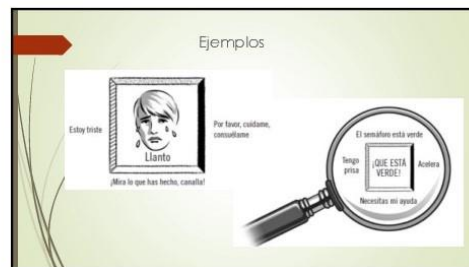 Ejemplos
Estoy triste
Llanto
Por favor, cuídame,
consuélame
¡Mira lo que has hecho, canalla!
El semáforo está verde
Tengo
prisa
¡QUE ESTÁ
VERDE!
Acelera
Necesitas mi ayuda